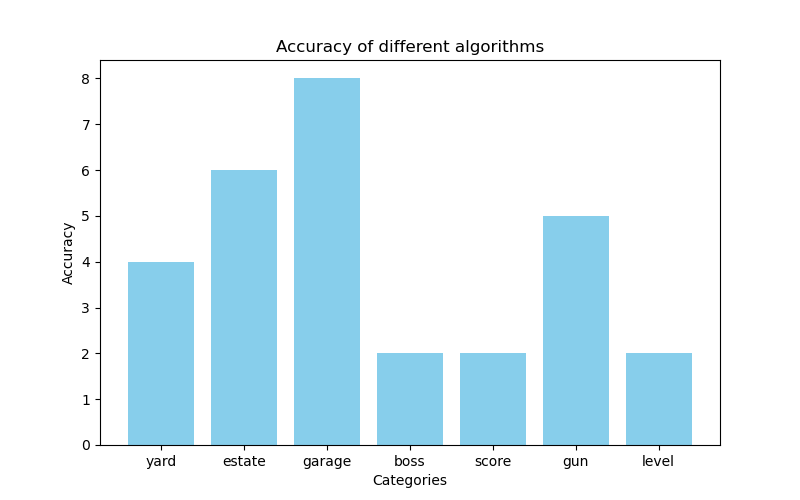 Accuracy of different algorithms
Accuracy
8
7
6
5
4
3
2
1
0
yard estate garage boss score gun level
Categories